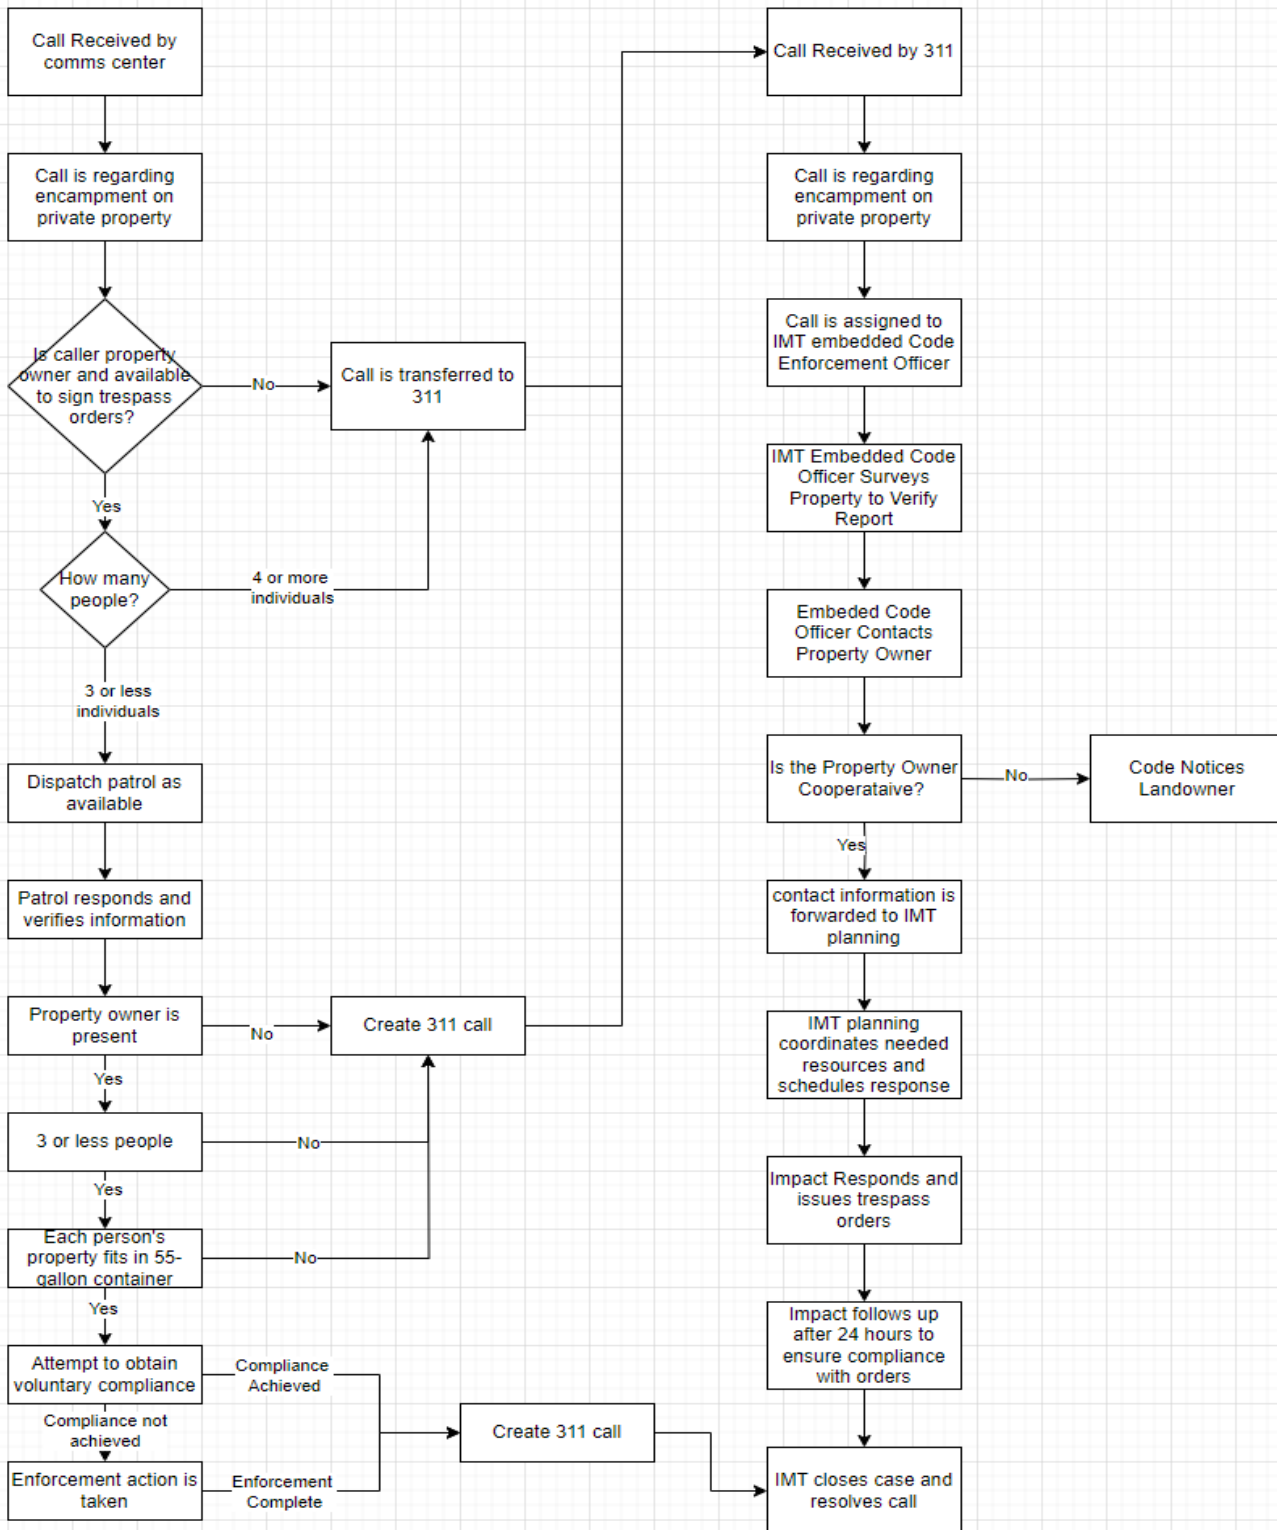 Call Received by
comms center
Call is regarding
encampment on
private property
Is caller property
owner and available
to sign trespass
orders?
No
Call is transferred to
311
Yes
How many
people?
4 or more
individuals
3 or less
individuals
Dispatch patrol as
available
Patrol responds and
verifies information
Property owner is
present
No
Create 311 call
Yes
3 or less people
No
Yes
Each person's
property fits in 55-
gallon container
No
Yes
Attempt to obtain
voluntary compliance
Compliance
Achieved
Compliance not
achieved
Enforcement action is
taken
Enforcement
Complete
Create 311 call
Call Received by 311
Call is regarding
encampment on
private property
Call is assigned to
IMT embedded Code
Enforcement Officer
IMT Embedded Code
Officer Surveys
Property to Verify
Report
Embeded Code
Officer Contacts
Property Owner
Is the Property Owner
Cooperataive?
No
Code Notices
Landowner
Yes
contact information is
forwarded to IMT
planning
IMT planning
coordinates needed
resources and
schedules response
Impact Responds and
issues trespass
orders
Impact follows up
after 24 hours to
ensure compliance
with orders
IMT closes case and
resolves call